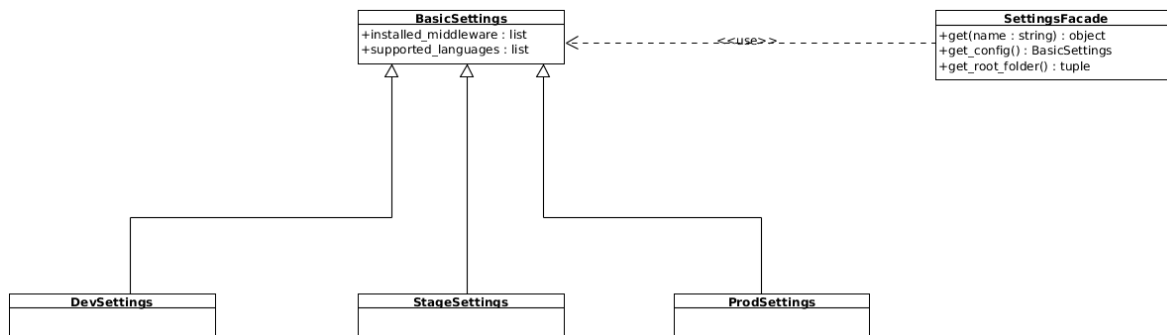 BasicSettings
+installed_middleware : list
+supported_languages : list
<<use>>
SettingsFacade
+get(name : string) : object
+get_config() : BasicSettings
+get_root_folder() : tuple
DevSettings
StageSettings
ProdSettings